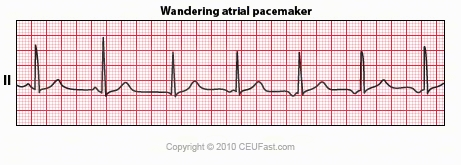 Wandering atrial pacemaker
II
Copyright © 2010 CEUFast.com